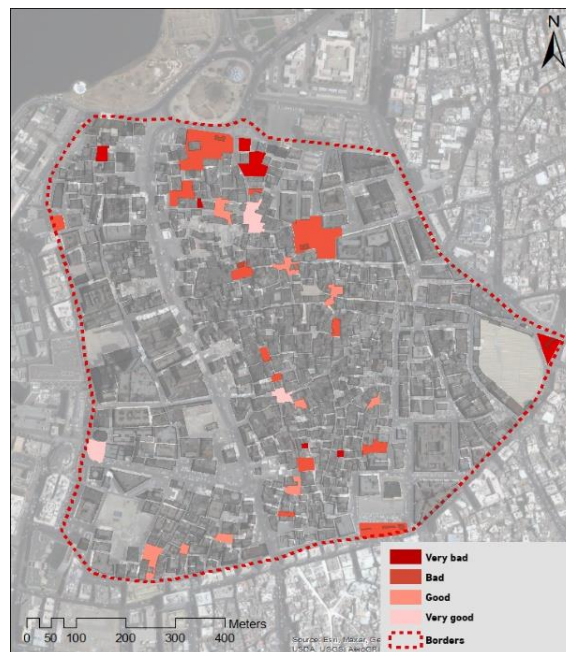 N
Very bad
Bad
Good
Very good
Borders
0 50 100 200 300 400 Meters
Source: Esri, Maxar, Ge
USDA, USGS, AeroGRI